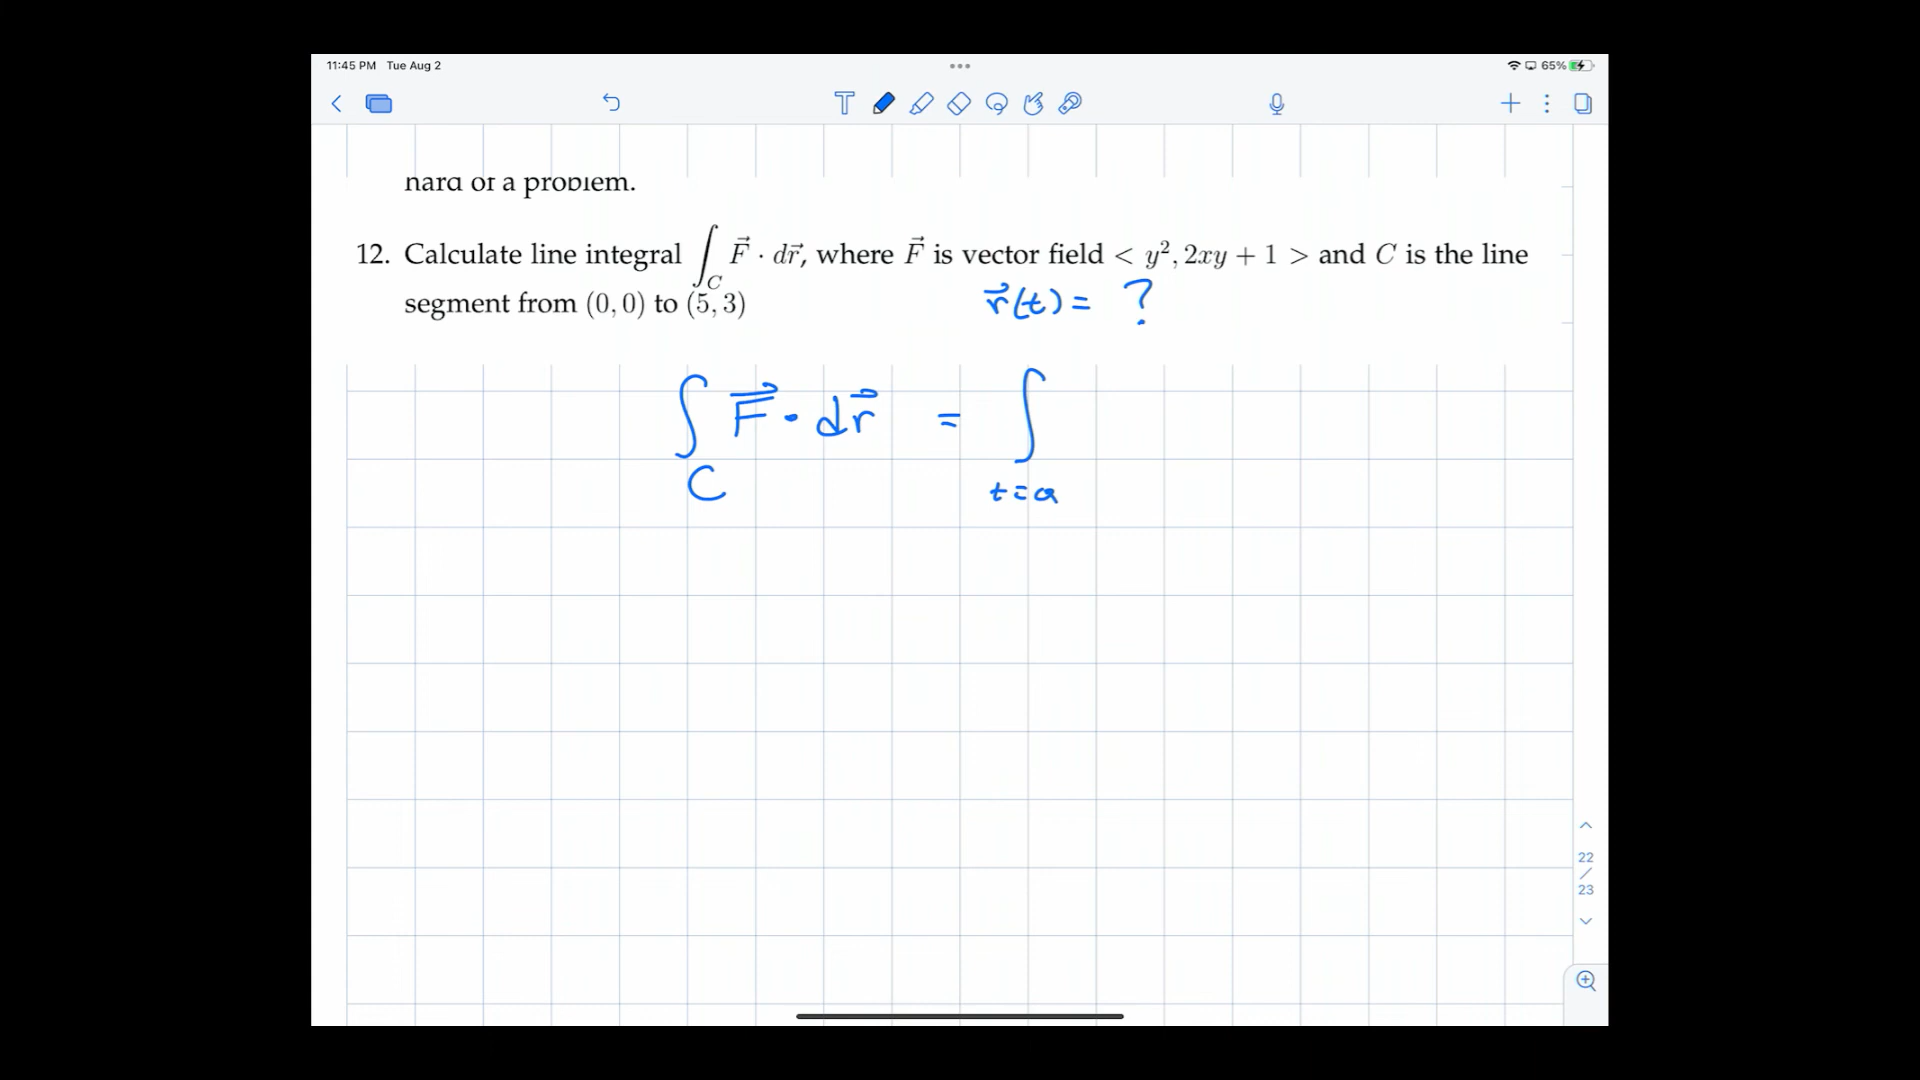 11:45 PM Tue Aug 2
65%
hard of a problem.
12. Calculate line integral ∫_C F⃗ · dr⃗, where F⃗ is vector field < y², 2xy + 1 > and C is the line
segment from (0, 0) to (5, 3)
r⃗(t) = ?
∫_C F⃗ · dr⃗ = ∫_{t=a}
22
/
23